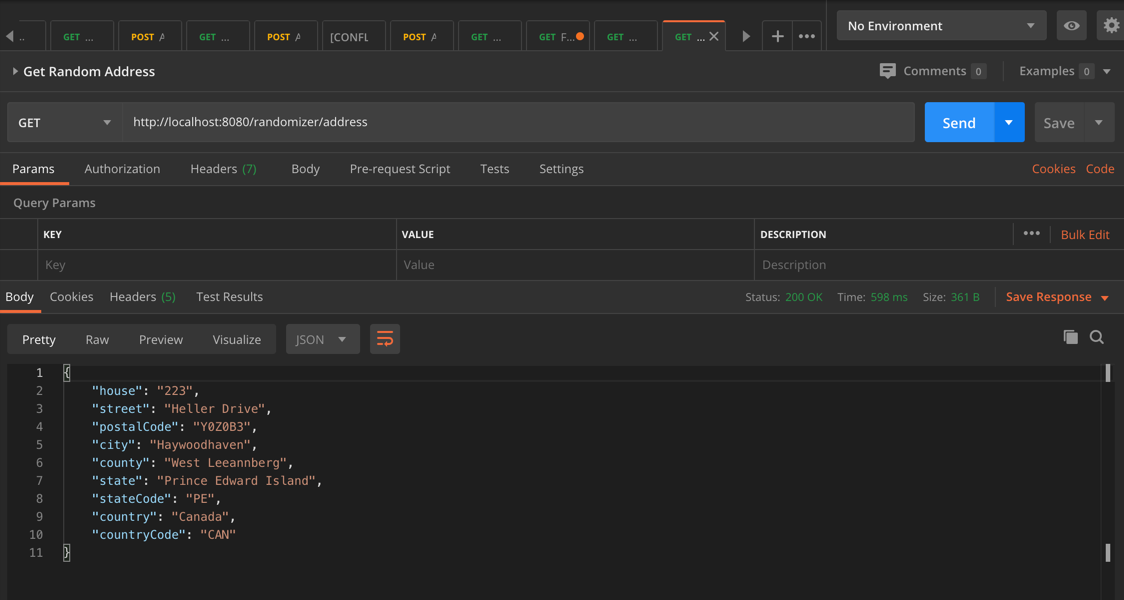 .. GET ... POST A GET ... POST A [CONFL POST A GET ... GET F... GET ... GET ... No Environment
Get Random Address Comments 0 Examples 0
GET http://localhost:8080/randomizer/address Send Save
Params Authorization Headers (7) Body Pre-request Script Tests Settings Cookies Code
Query Params
KEY VALUE DESCRIPTION ••• Bulk Edit
Key Value Description
Body Cookies Headers (5) Test Results Status: 200 OK Time: 598 ms Size: 361 B Save Response
Pretty Raw Preview Visualize JSON
1 {
2 "house": "223",
3 "street": "Heller Drive",
4 "postalCode": "Y0Z0B3",
5 "city": "Haywoodhaven",
6 "county": "West Leeannberg",
7 "state": "Prince Edward Island",
8 "stateCode": "PE",
9 "country": "Canada",
10 "countryCode": "CAN"
11 }